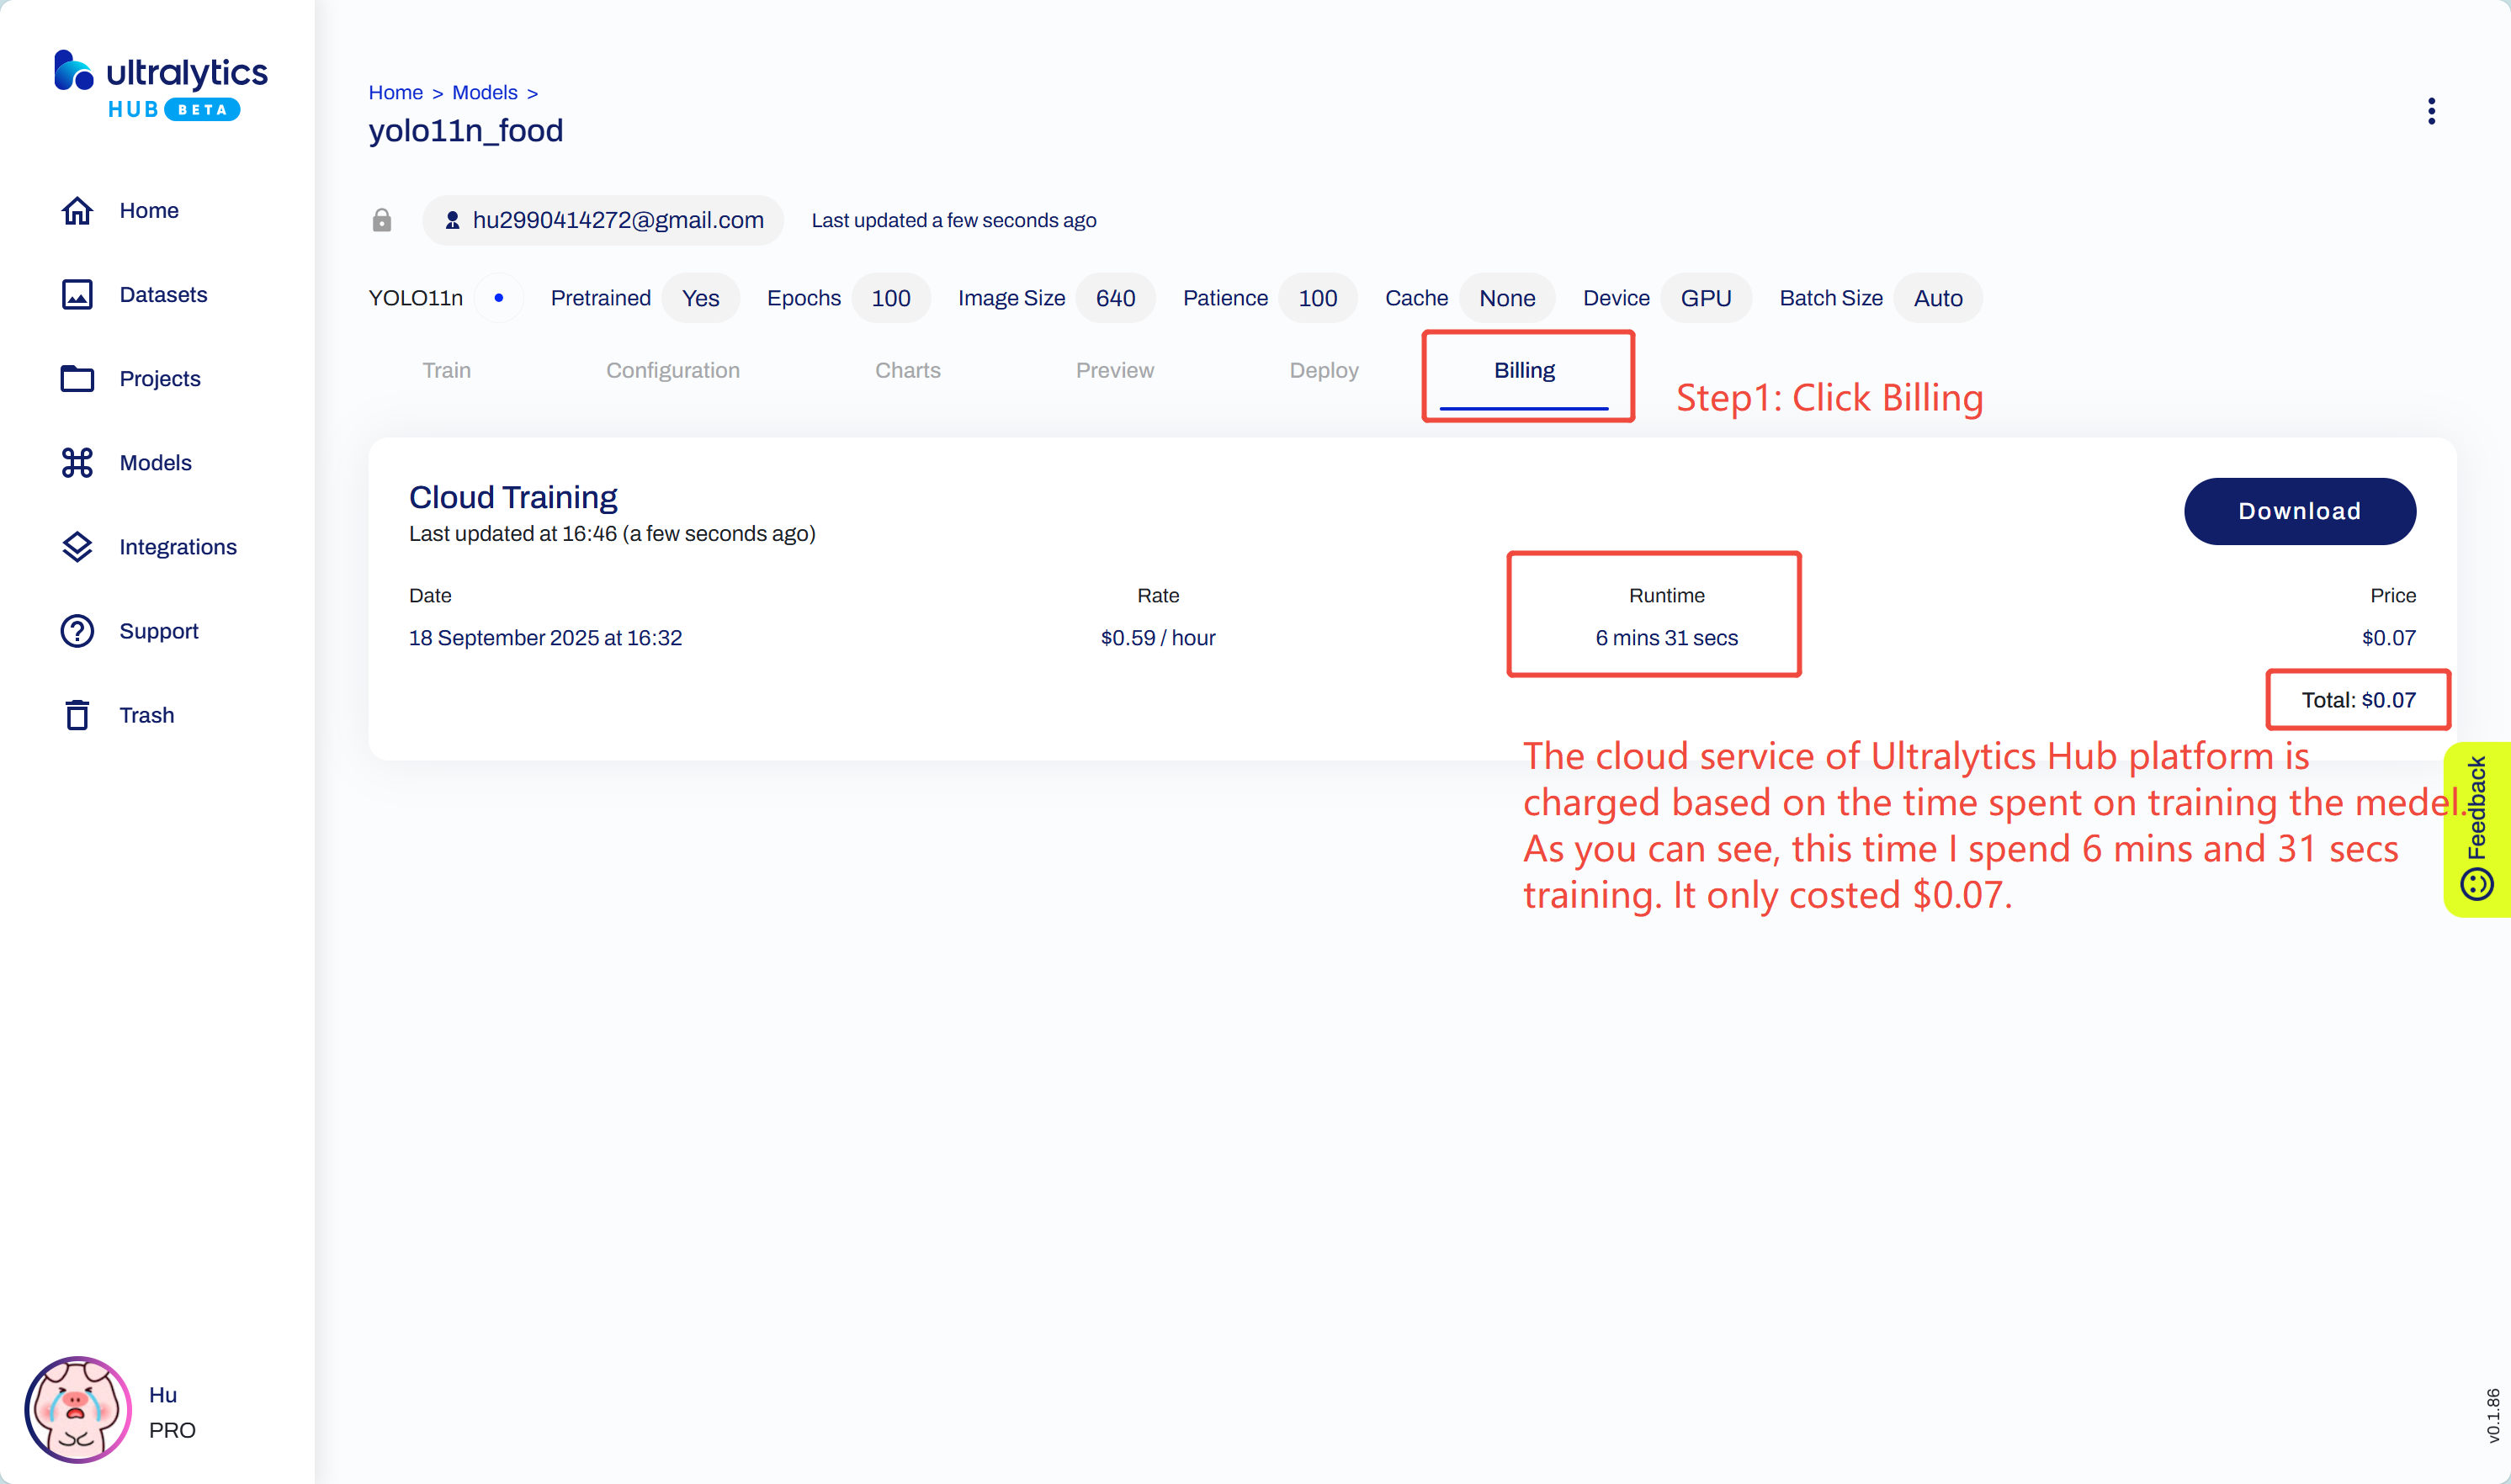 ultralytics
HUB BETA
Home
Datasets
Projects
Models
Integrations
Support
Trash
Hu
PRO
Home > Models >
yolo11n_food
hu2990414272@gmail.com Last updated a few seconds ago
YOLO11n Pretrained Yes Epochs 100 Image Size 640 Patience 100 Cache None Device GPU Batch Size Auto
Train Configuration Charts Preview Deploy Billing
Step1: Click Billing
Cloud Training
Last updated at 16:46 (a few seconds ago)
Download
Date Rate Runtime Price
18 September 2025 at 16:32 $0.59 / hour 6 mins 31 secs $0.07
Total: $0.07
The cloud service of Ultralytics Hub platform is
charged based on the time spent on training the medel.
As you can see, this time I spend 6 mins and 31 secs
training. It only costed $0.07.
Feedback
v0.1.86